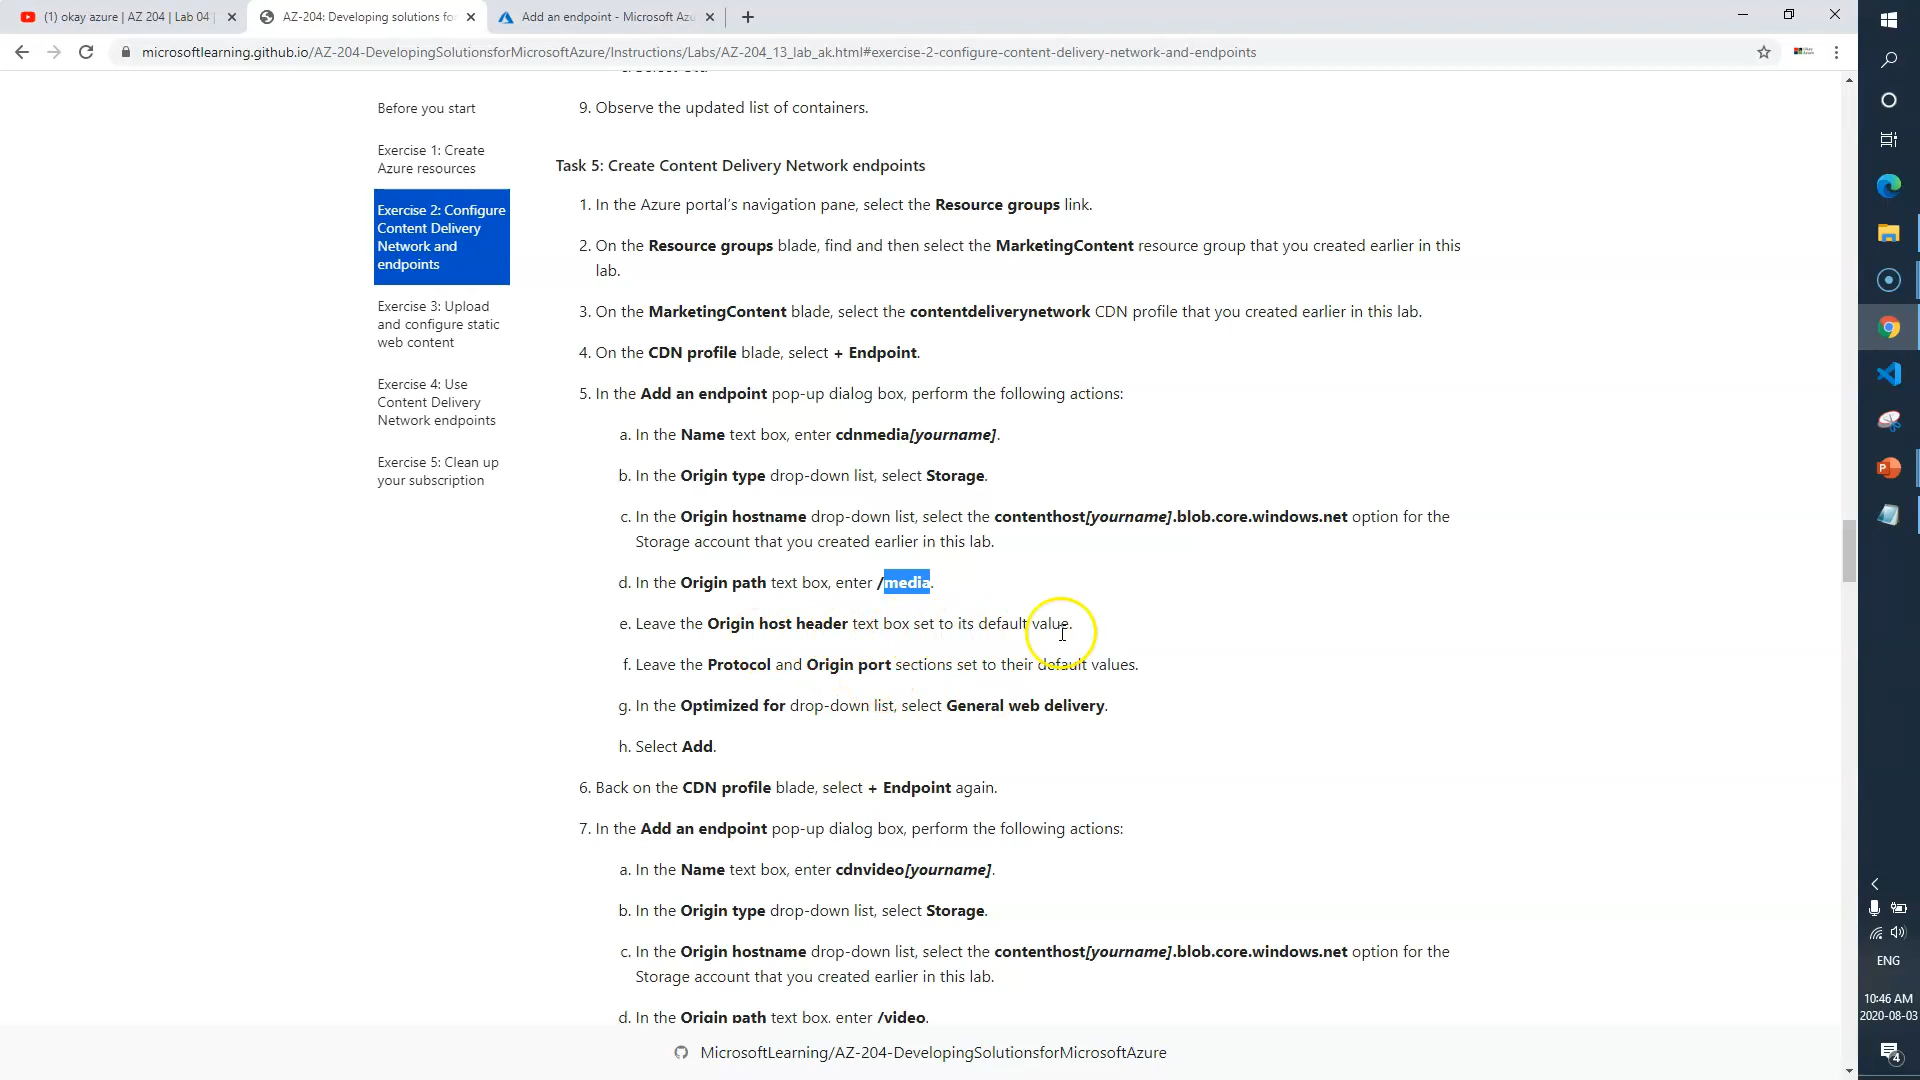 (1) okay azure | AZ 204 | Lab 04
AZ-204: Developing solutions for
Add an endpoint - Microsoft Azu
microsoftlearning.github.io/AZ-204-DevelopingSolutionsforMicrosoftAzure/Instructions/Labs/AZ-204_13_lab_ak.html#exercise-2-configure-content-delivery-network-and-endpoints
Before you start
Exercise 1: Create
Azure resources
Exercise 2: Configure
Content Delivery
Network and
endpoints
Exercise 3: Upload
and configure static
web content
Exercise 4: Use
Content Delivery
Network endpoints
Exercise 5: Clean up
your subscription
9. Observe the updated list of containers.
Task 5: Create Content Delivery Network endpoints
1. In the Azure portal's navigation pane, select the Resource groups link.
2. On the Resource groups blade, find and then select the MarketingContent resource group that you created earlier in this
lab.
3. On the MarketingContent blade, select the contentdeliverynetwork CDN profile that you created earlier in this lab.
4. On the CDN profile blade, select + Endpoint.
5. In the Add an endpoint pop-up dialog box, perform the following actions:
a. In the Name text box, enter cdnmedia[yourname].
b. In the Origin type drop-down list, select Storage.
c. In the Origin hostname drop-down list, select the contenthost[yourname].blob.core.windows.net option for the
Storage account that you created earlier in this lab.
d. In the Origin path text box, enter /media.
e. Leave the Origin host header text box set to its default value.
f. Leave the Protocol and Origin port sections set to their default values.
g. In the Optimized for drop-down list, select General web delivery.
h. Select Add.
6. Back on the CDN profile blade, select + Endpoint again.
7. In the Add an endpoint pop-up dialog box, perform the following actions:
a. In the Name text box, enter cdnvideo[yourname].
b. In the Origin type drop-down list, select Storage.
c. In the Origin hostname drop-down list, select the contenthost[yourname].blob.core.windows.net option for the
Storage account that you created earlier in this lab.
d. In the Origin path text box, enter /video.
MicrosoftLearning/AZ-204-DevelopingSolutionsforMicrosoftAzure
ENG
10:46 AM
2020-08-03
4